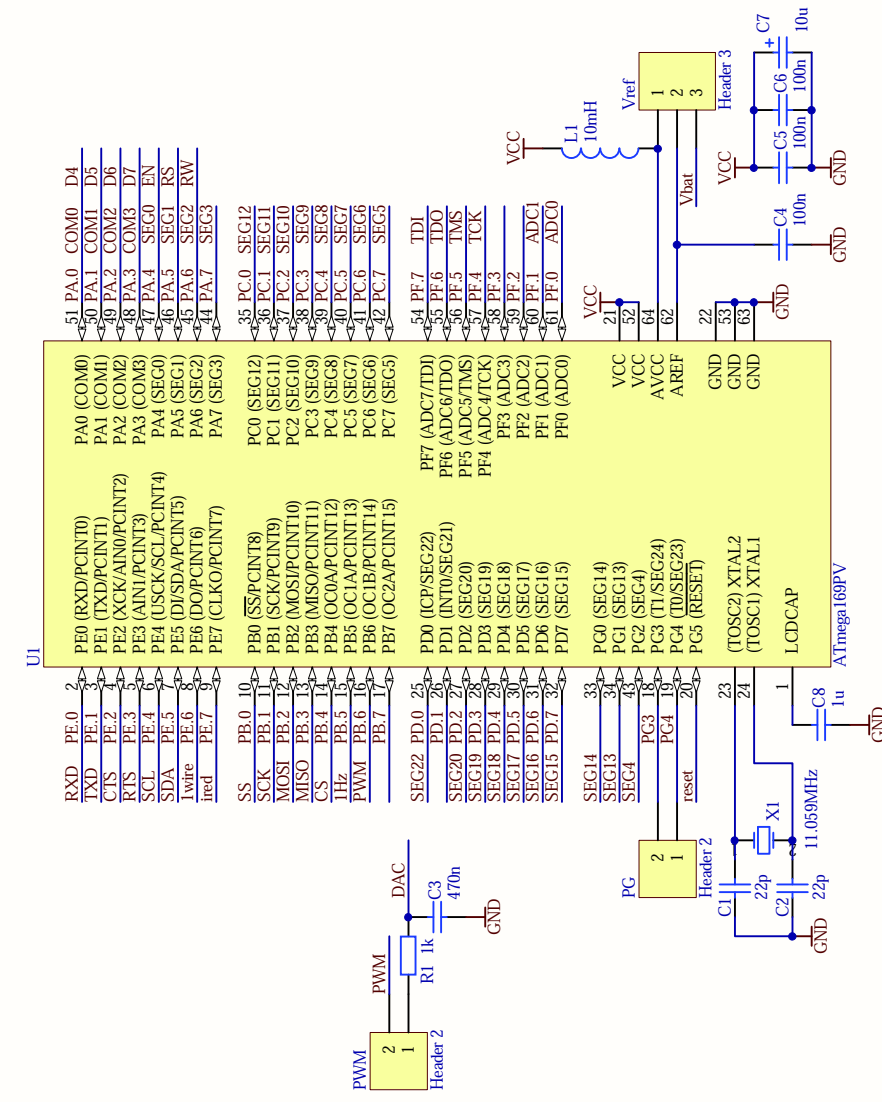 U1
ATmega169PV
RXD PE.0 2 PE0 (RXD/PCINT0)
TXD PE.1 3 PE1 (TXD/PCINT1)
CTS PE.2 4 PE2 (XCK/AIN0/PCINT2)
RTS PE.3 5 PE3 (AIN1/PCINT3)
SCL PE.4 6 PE4 (USCK/SCL/PCINT4)
SDA PE.5 7 PE5 (DI/SDA/PCINT5)
1wire PE.6 8 PE6 (DO/PCINT6)
ired PE.7 9 PE7 (CLKO/PCINT7)
SS PB.0 10 PB0 (SS/PCINT8)
SCK PB.1 11 PB1 (SCK/PCINT9)
MOSI PB.2 12 PB2 (MOSI/PCINT10)
MISO PB.3 13 PB3 (MISO/PCINT11)
CS PB.4 14 PB4 (OC0A/PCINT12)
1Hz PB.5 15 PB5 (OC1A/PCINT13)
PWM PB.6 16 PB6 (OC1B/PCINT14)
PB.7 17 PB7 (OC2A/PCINT15)
SEG22 PD.0 25 PD0 (ICP/SEG22)
PD.1 26 PD1 (INT0/SEG21)
SEG20 PD.2 27 PD2 (SEG20)
SEG19 PD.3 28 PD3 (SEG19)
SEG18 PD.4 29 PD4 (SEG18)
SEG17 PD.5 30 PD5 (SEG17)
SEG16 PD.6 31 PD6 (SEG16)
SEG15 PD.7 32 PD7 (SEG15)
SEG14 33 PG0 (SEG14)
SEG13 34 PG1 (SEG13)
SEG4 43 PG2 (SEG4)
PG3 18 PG3 (T1/SEG24)
PG4 19 PG4 (T0/SEG23)
reset 20 PG5 (RESET)
23 (TOSC2) XTAL2
24 (TOSC1) XTAL1
1 LCDCAP
PA0 (COM0) 51 PA.0 COM0 D4
PA1 (COM1) 50 PA.1 COM1 D5
PA2 (COM2) 49 PA.2 COM2 D6
PA3 (COM3) 48 PA.3 COM3 D7
PA4 (SEG0) 47 PA.4 SEG0 EN
PA5 (SEG1) 46 PA.5 SEG1 RS
PA6 (SEG2) 45 PA.6 SEG2 RW
PA7 (SEG3) 44 PA.7 SEG3
PC0 (SEG12) 35 PC.0 SEG12
PC1 (SEG11) 36 PC.1 SEG11
PC2 (SEG10) 37 PC.2 SEG10
PC3 (SEG9) 38 PC.3 SEG9
PC4 (SEG8) 39 PC.4 SEG8
PC5 (SEG7) 40 PC.5 SEG7
PC6 (SEG6) 41 PC.6 SEG6
PC7 (SEG5) 42 PC.7 SEG5
PF7 (ADC7/TDI) 54 PF.7 TDI
PF6 (ADC6/TDO) 55 PF.6 TDO
PF5 (ADC5/TMS) 56 PF.5 TMS
PF4 (ADC4/TCK) 57 PF.4 TCK
PF3 (ADC3) 58 PF.3
PF2 (ADC2) 59 PF.2
PF1 (ADC1) 60 PF.1 ADC1
PF0 (ADC0) 61 PF.0 ADC0
VCC 21 VCC
VCC 52
AVCC 64
AREF 62
GND 22
GND 53
GND 63
GND
VCC
L1
10mH
Vref
1
2
3
Header 3
Vbat
C4
100n
GND
VCC
C5
100n
C6
100n
C7
+
10u
GND
PWM
2
1
Header 2
PWM
R1 1k
DAC
C3
470n
GND
PG
2
1
Header 2
C1
22p
C2
22p
GND
X1
11.059MHz
C8
1u
GND